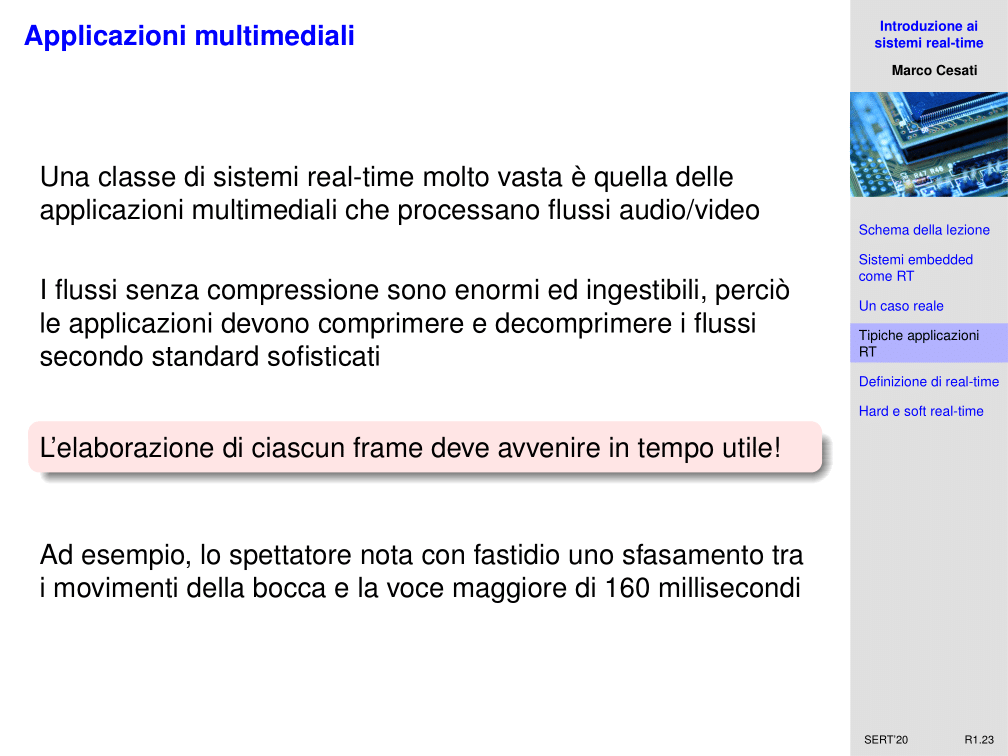 Applicazioni multimediali
Una classe di sistemi real-time molto vasta è quella delle
applicazioni multimediali che processano flussi audio/video
I flussi senza compressione sono enormi ed ingestibili, perciò
le applicazioni devono comprimere e decomprimere i flussi
secondo standard sofisticati
L'elaborazione di ciascun frame deve avvenire in tempo utile!
Ad esempio, lo spettatore nota con fastidio uno sfasamento tra
i movimenti della bocca e la voce maggiore di 160 millisecondi
Introduzione ai
sistemi real-time
Marco Cesati
R47 R46
Schema della lezione
Sistemi embedded
come RT
Un caso reale
Tipiche applicazioni
RT
Definizione di real-time
Hard e soft real-time
SERT'20 R1.23